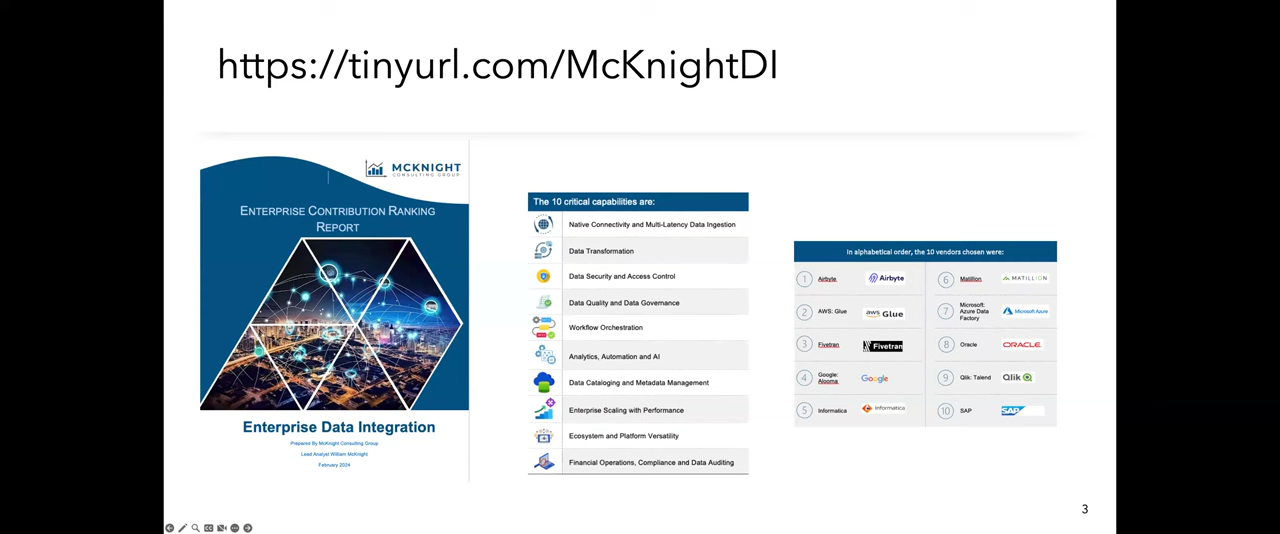 https://tinyurl.com/McKnightDI
MCKNIGHT
CONSULTING GROUP
ENTERPRISE CONTRIBUTION RANKING
REPORT
Enterprise Data Integration
Prepared By McKnight Consulting Group
Lead Analyst William McKnight
February 2024
The 10 critical capabilities are:
Native Connectivity and Multi-Latency Data Ingestion
Data Transformation
Data Security and Access Control
Data Quality and Data Governance
Workflow Orchestration
Analytics, Automation and AI
Data Cataloging and Metadata Management
Enterprise Scaling with Performance
Ecosystem and Platform Versatility
Financial Operations, Compliance and Data Auditing
In alphabetical order, the 10 vendors chosen were:
1 Airbyte Airbyte
2 AWS: Glue aws Glue
3 Fivetran Fivetran
4 Google:
Alooma Google
5 Informatica Informatica
6 Matillion MATILLION
7 Microsoft:
Azure Data
Factory Microsoft Azure
8 Oracle ORACLE
9 Qlik: Talend Qlik
10 SAP SAP
3